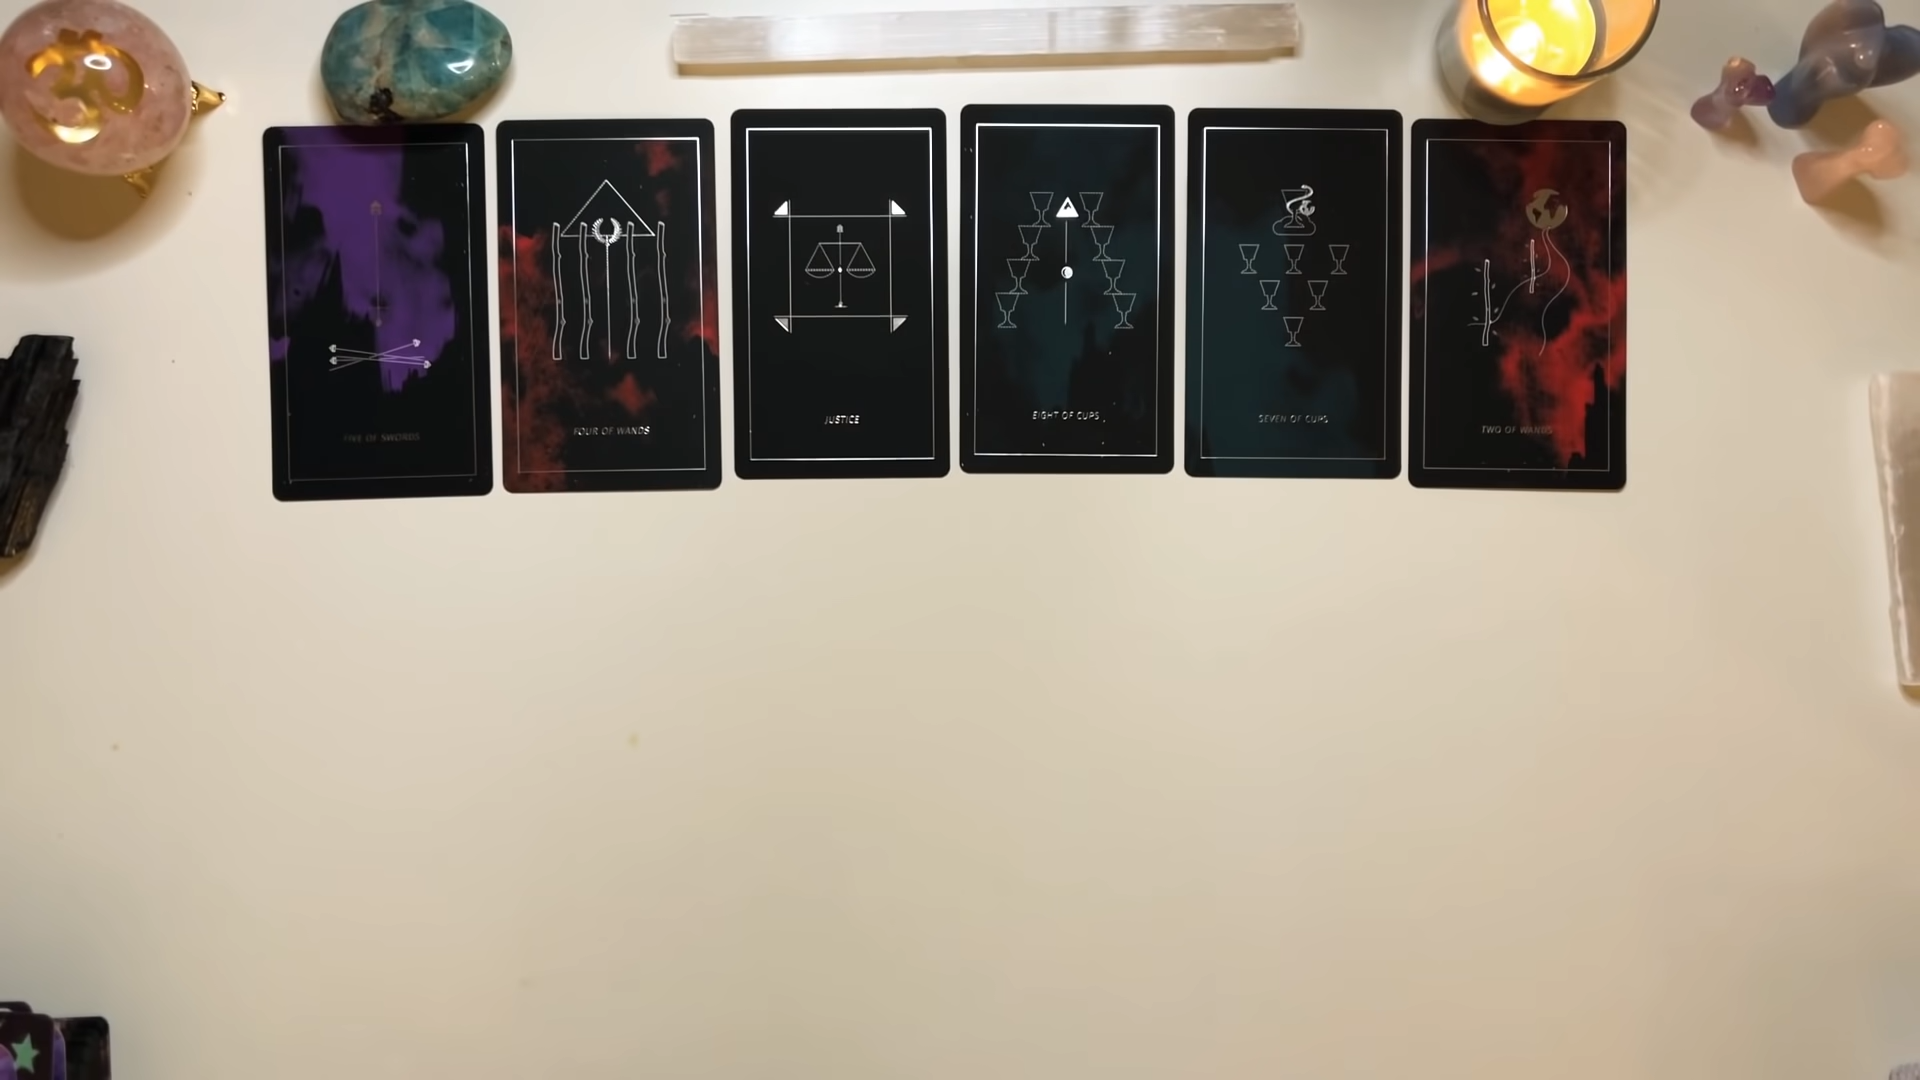 FIVE OF SWORDS
FOUR OF WANDS
JUSTICE
EIGHT OF CUPS
SEVEN OF CUPS
TWO OF WANDS